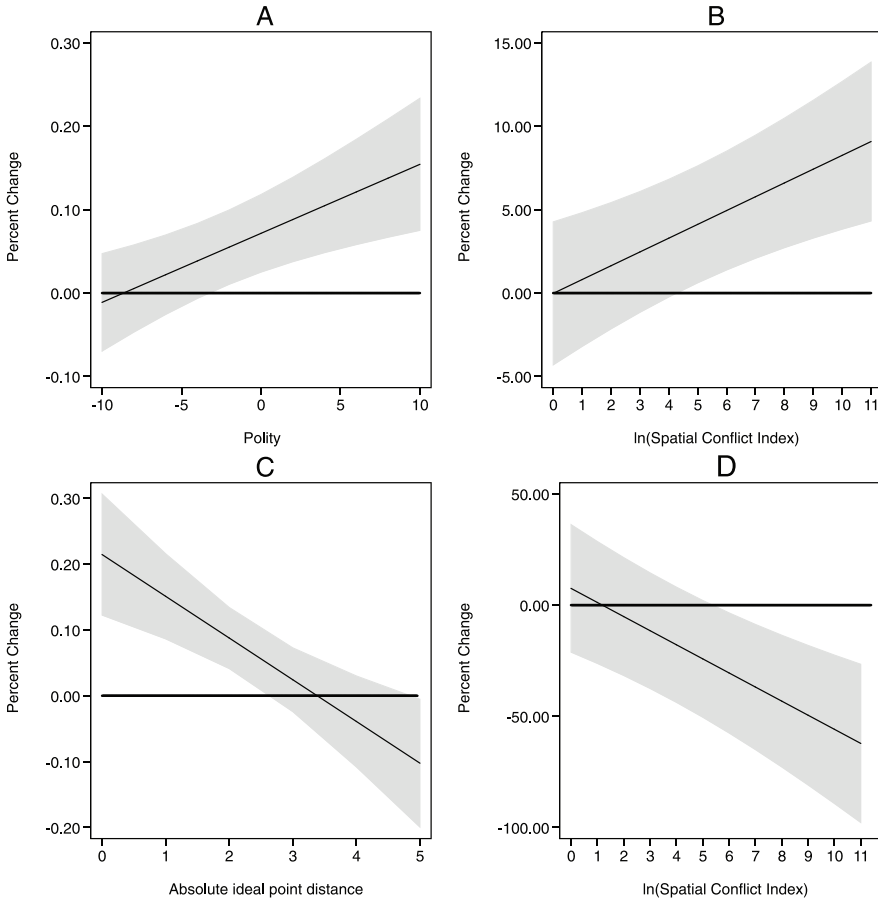 A
Percent Change
0.30
0.20
0.10
0.00
-0.10
-10
-5
0
5
10
Polity
B
Percent Change
15.00
10.00
5.00
0.00
-5.00
0 1 2 3 4 5 6 7 8 9 10 11
ln(Spatial Conflict Index)
C
Percent Change
0.30
0.20
0.10
0.00
-0.10
-0.20
0 1 2 3 4 5
Absolute ideal point distance
D
Percent Change
50.00
0.00
-50.00
-100.00
0 1 2 3 4 5 6 7 8 9 10 11
ln(Spatial Conflict Index)